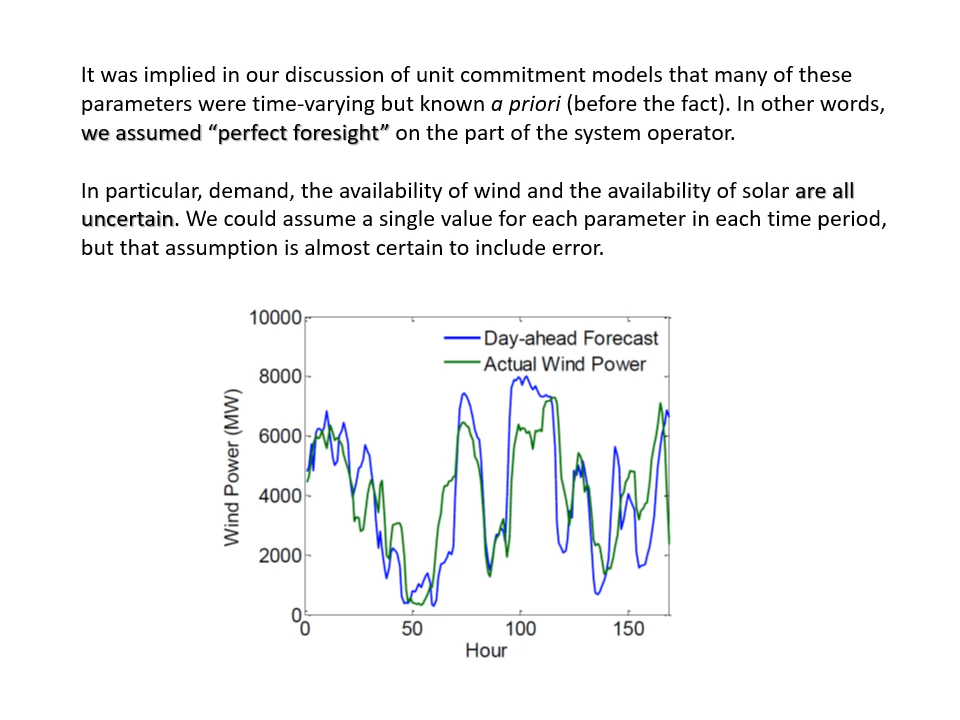 It was implied in our discussion of unit commitment models that many of these
parameters were time-varying but known a priori (before the fact). In other words,
we assumed “perfect foresight” on the part of the system operator.
In particular, demand, the availability of wind and the availability of solar are all
uncertain. We could assume a single value for each parameter in each time period,
but that assumption is almost certain to include error.
10000
Day-ahead Forecast
Actual Wind Power
8000
6000
4000
2000
0
Wind Power (MW)
0 50 100 150
Hour